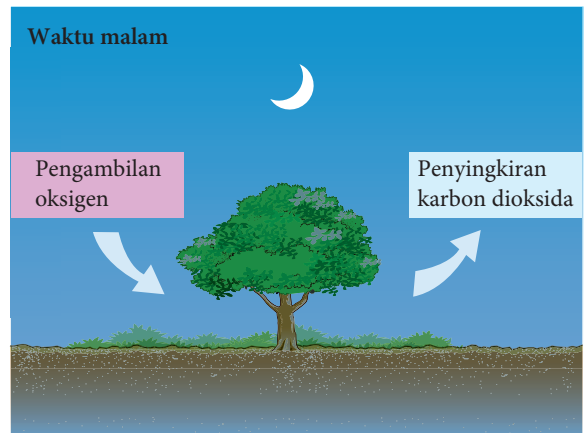 Waktu malam
Pengambilan
oksigen
Penyingkiran
karbon dioksida